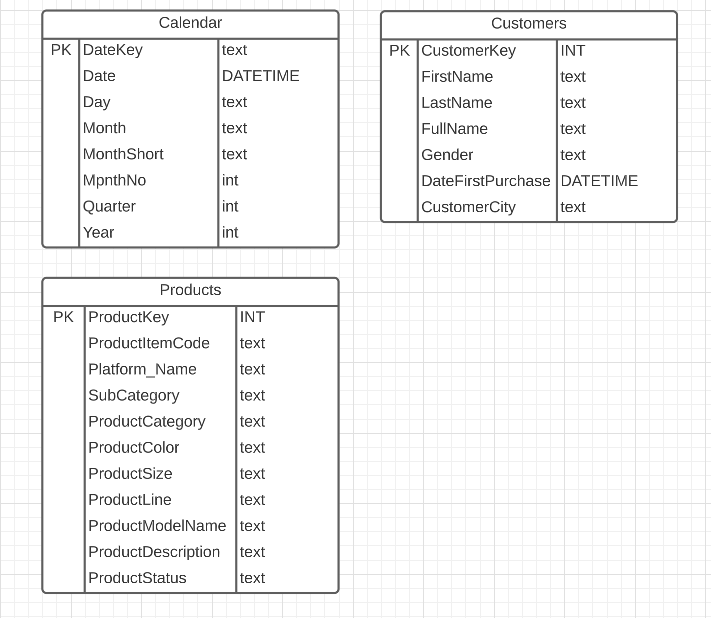 Calendar
PK DateKey text
Date DATETIME
Day text
Month text
MonthShort text
MpnthNo int
Quarter int
Year int
Customers
PK CustomerKey INT
FirstName text
LastName text
FullName text
Gender text
DateFirstPurchase DATETIME
CustomerCity text
Products
PK ProductKey INT
ProductItemCode text
Platform_Name text
SubCategory text
ProductCategory text
ProductColor text
ProductSize text
ProductLine text
ProductModelName text
ProductDescription text
ProductStatus text